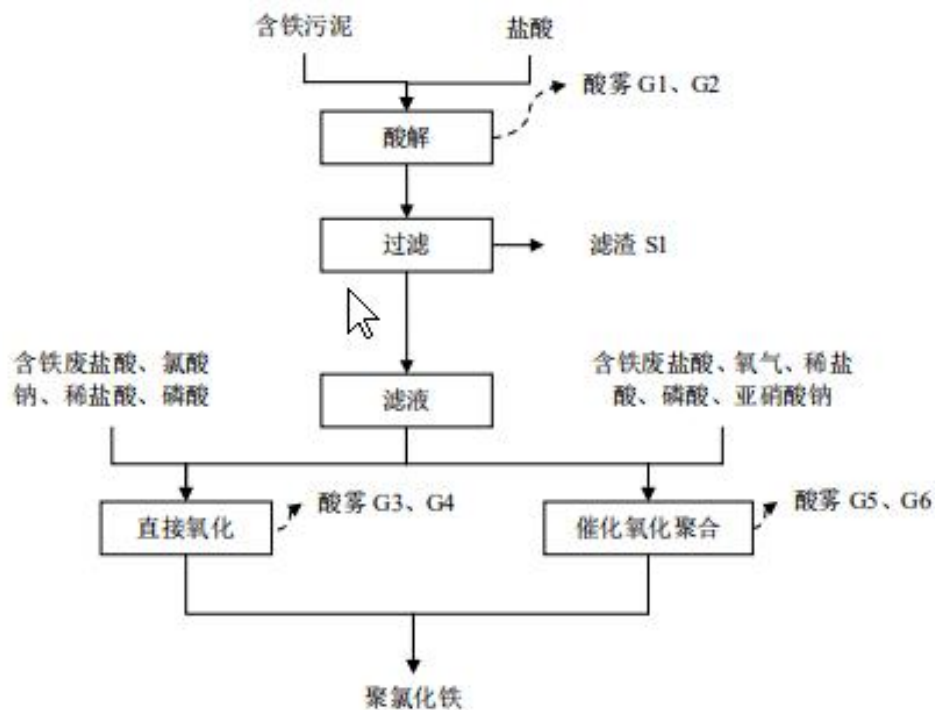 含铁污泥
盐酸
酸雾 G1、G2
酸解
过滤
滤渣 S1
含铁废盐酸、氯酸
钠、稀盐酸、磷酸
滤液
含铁废盐酸、氧气、稀盐
酸、磷酸、亚硝酸钠
直接氧化
酸雾 G3、G4
催化氧化聚合
酸雾 G5、G6
聚氯化铁